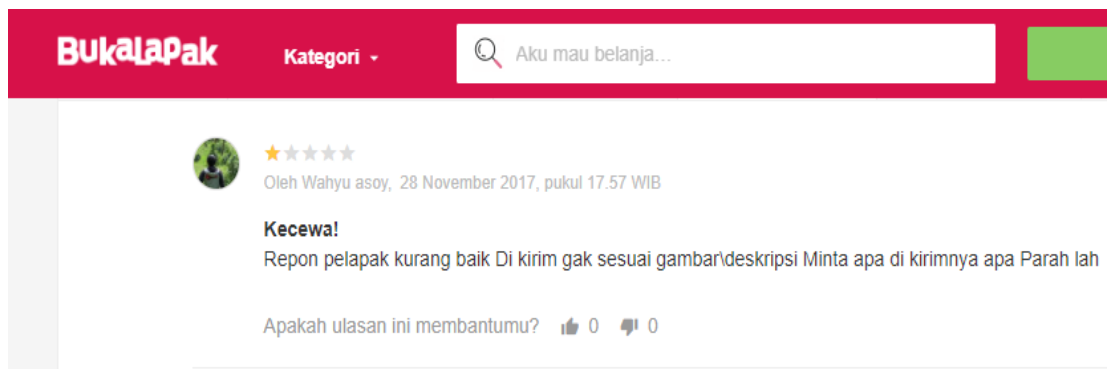 BukalaPak
Kategori
Aku mau belanja...
Oleh Wahyu asoy, 28 November 2017, pukul 17.57 WIB
Kecewa!
Repon pelapak kurang baik Di kirim gak sesuai gambar\deskripsi Minta apa di kirimnya apa Parah lah
Apakah ulasan ini membantumu? 0 0